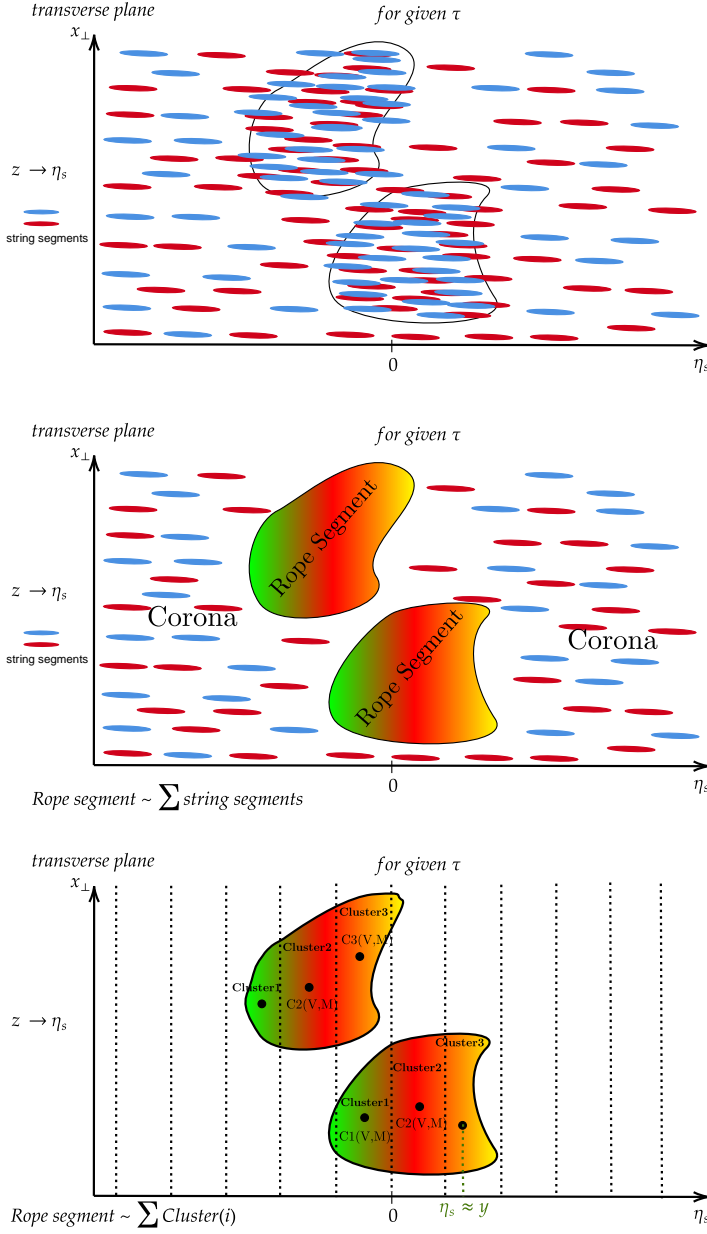 transverse plane
for given τ
x⊥
z → ηs
string segments
0
ηs
transverse plane
for given τ
x⊥
Rope Segment
z → ηs
Corona
Corona
string segments
Rope Segment
0
ηs
Rope segment ~ ∑ string segments
transverse plane
for given τ
x⊥
Cluster3
C3(V,M)
Cluster2
Cluster1
C2(V,M)
z → ηs
Cluster3
Cluster2
Cluster1
C2(V,M)
C1(V,M)
ηs ≈ y
0
ηs
Rope segment ~ ∑ Cluster(i)